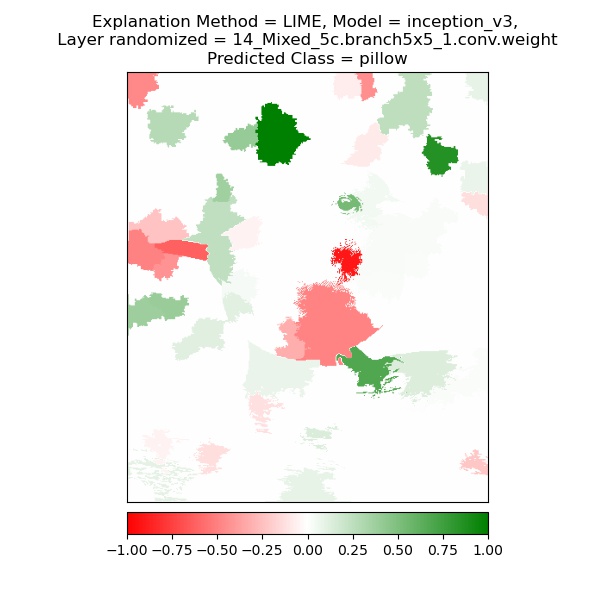 Explanation Method = LIME, Model = inception_v3,
Layer randomized = 14_Mixed_5c.branch5x5_1.conv.weight
Predicted Class = pillow
−1.00 −0.75 −0.50 −0.25 0.00 0.25 0.50 0.75 1.00